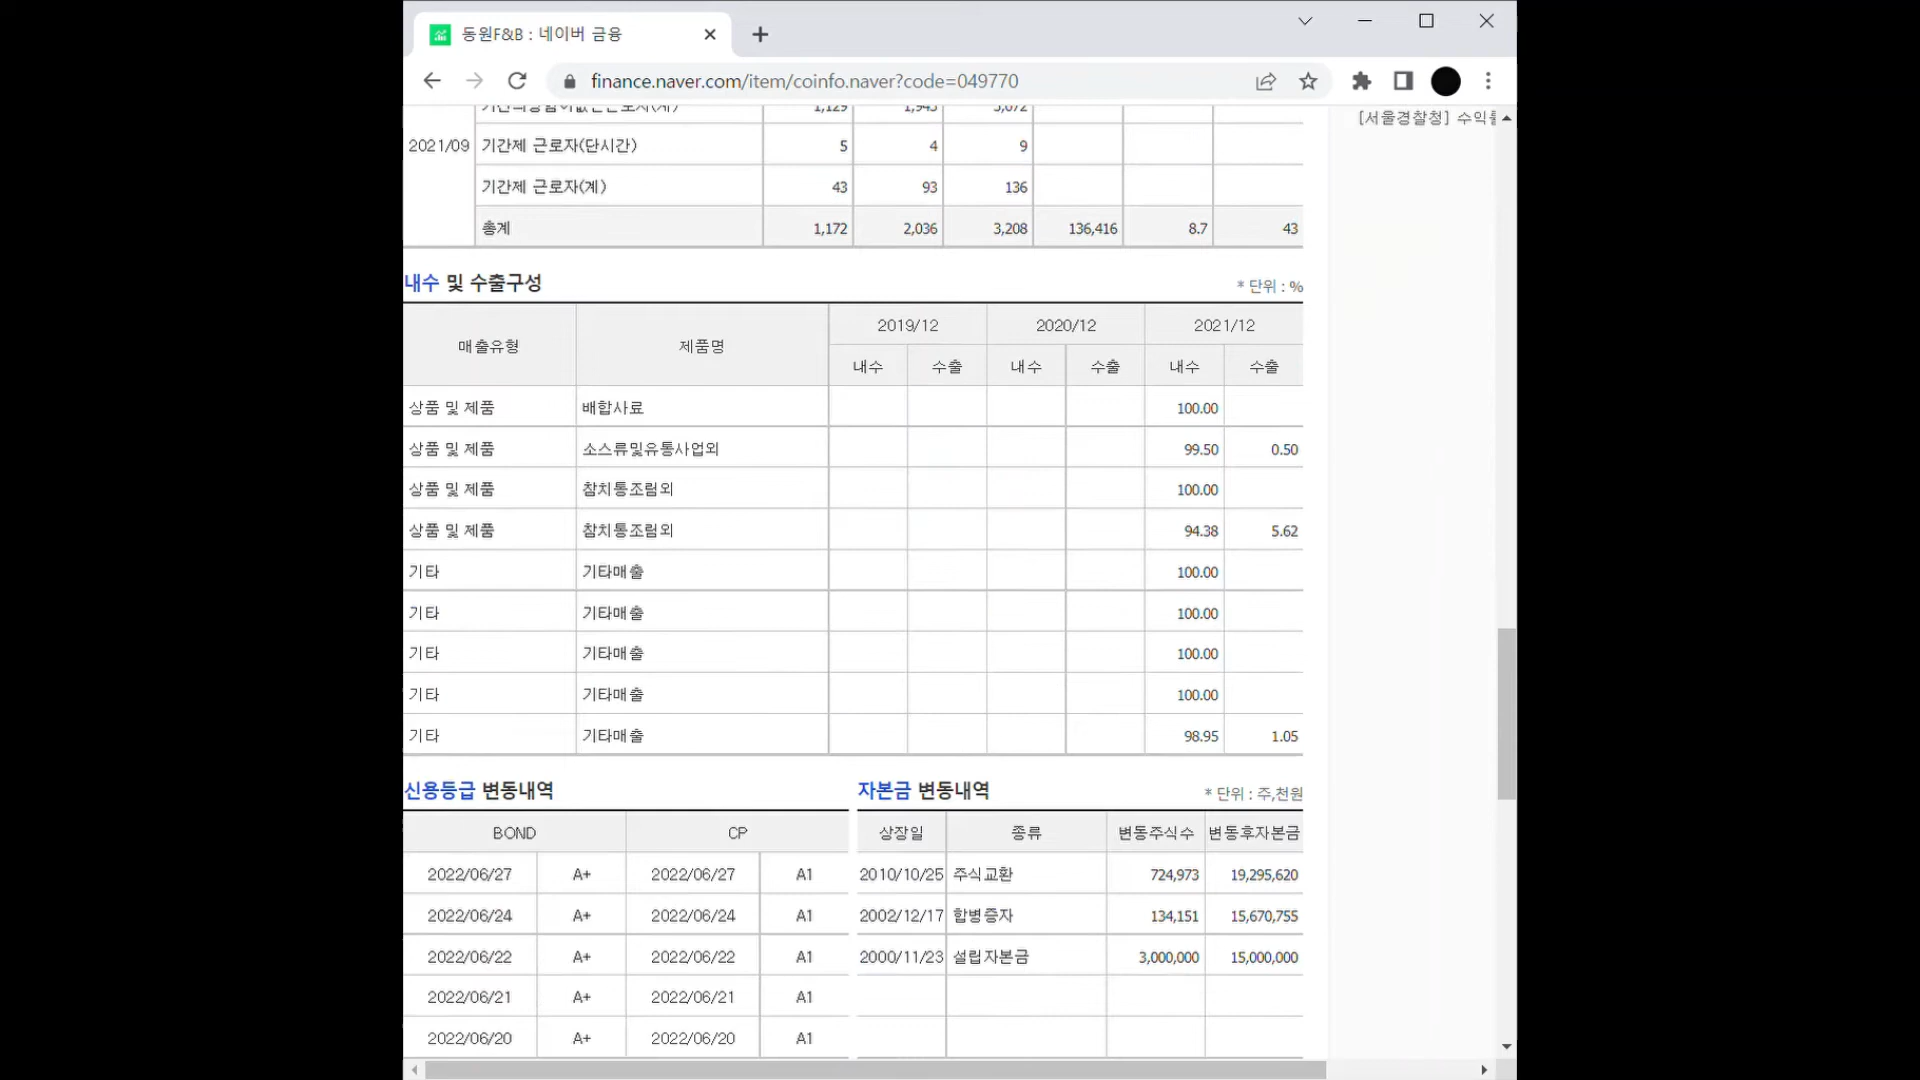 동원F&B : 네이버 금융
finance.naver.com/item/coinfo.naver?code=049770
[서울경찰청] 수익률
1,129 1,943 3,072
2021/09 기간제 근로자(단시간) 5 4 9
기간제 근로자(계) 43 93 136
총계 1,172 2,036 3,208 136,416 8.7 43
내수 및 수출구성 * 단위 : %
매출유형 제품명 2019/12 2020/12 2021/12
내수 수출 내수 수출 내수 수출
상품 및 제품 배합사료 100.00
상품 및 제품 소스류및유통사업외 99.50 0.50
상품 및 제품 참치통조림외 100.00
상품 및 제품 참치통조림외 94.38 5.62
기타 기타매출 100.00
기타 기타매출 100.00
기타 기타매출 100.00
기타 기타매출 100.00
기타 기타매출 98.95 1.05
신용등급 변동내역
BOND CP
2022/06/27 A+ 2022/06/27 A1
2022/06/24 A+ 2022/06/24 A1
2022/06/22 A+ 2022/06/22 A1
2022/06/21 A+ 2022/06/21 A1
2022/06/20 A+ 2022/06/20 A1
자본금 변동내역 * 단위 : 주,천원
상장일 종류 변동주식수 변동후자본금
2010/10/25 주식교환 724,973 19,295,620
2002/12/17 합병증자 134,151 15,670,755
2000/11/23 설립자본금 3,000,000 15,000,000